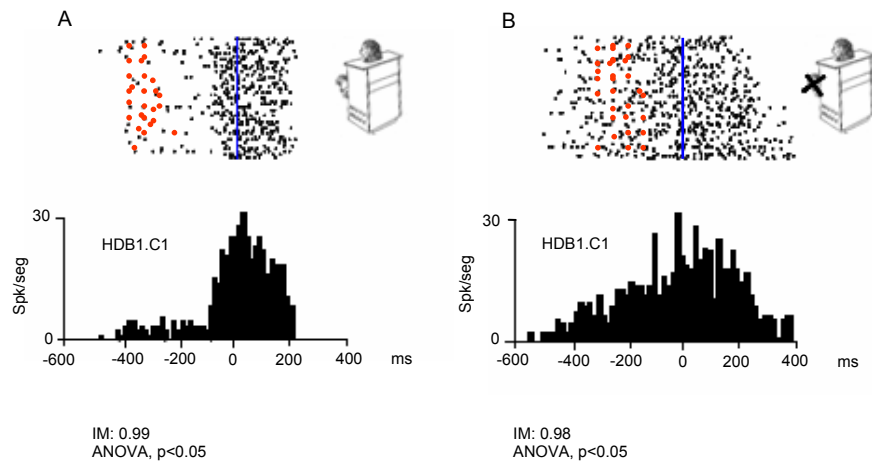 A
30
HDB1.C1
Spk/seg
0
-600
-400
-200
0
200
400
ms
IM: 0.99
ANOVA, p<0.05
B
30
HDB1.C1
Spk/seg
0
-600
-400
-200
0
200
400
ms
IM: 0.98
ANOVA, p<0.05